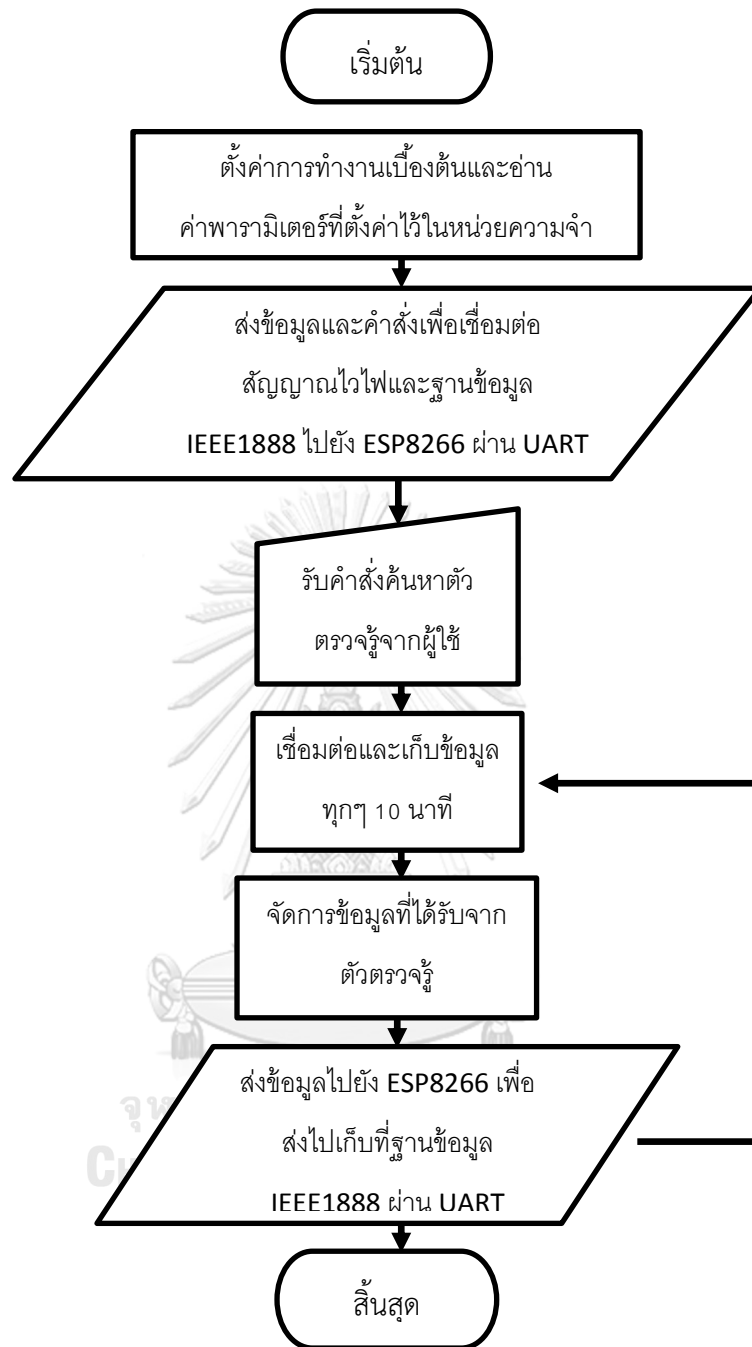 เริ่มต้น
ตั้งค่าการทำงานเบื้องต้นและอ่าน
ค่าพารามิเตอร์ที่ตั้งค่าไว้ในหน่วยความจำ
ส่งข้อมูลและคำสั่งเพื่อเชื่อมต่อ
สัญญาณไวไฟและฐานข้อมูล
IEEE1888 ไปยัง ESP8266 ผ่าน UART
รับคำสั่งค้นหาตัว
ตรวจรู้จากผู้ใช้
เชื่อมต่อและเก็บข้อมูล
ทุกๆ 10 นาที
จัดการข้อมูลที่ได้รับจาก
ตัวตรวจรู้
ส่งข้อมูลไปยัง ESP8266 เพื่อ
ส่งไปเก็บที่ฐานข้อมูล
IEEE1888 ผ่าน UART
สิ้นสุด